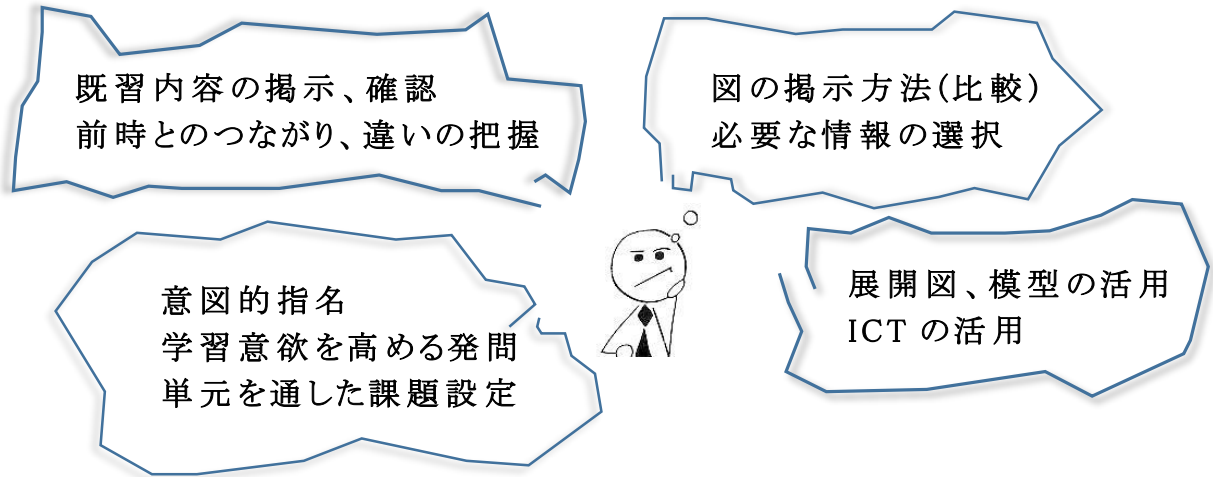 既習内容の掲示、確認
前時とのつながり、違いの把握
図の掲示方法(比較)
必要な情報の選択
意図的指名
学習意欲を高める発問
単元を通した課題設定
展開図、模型の活用
ICTの活用